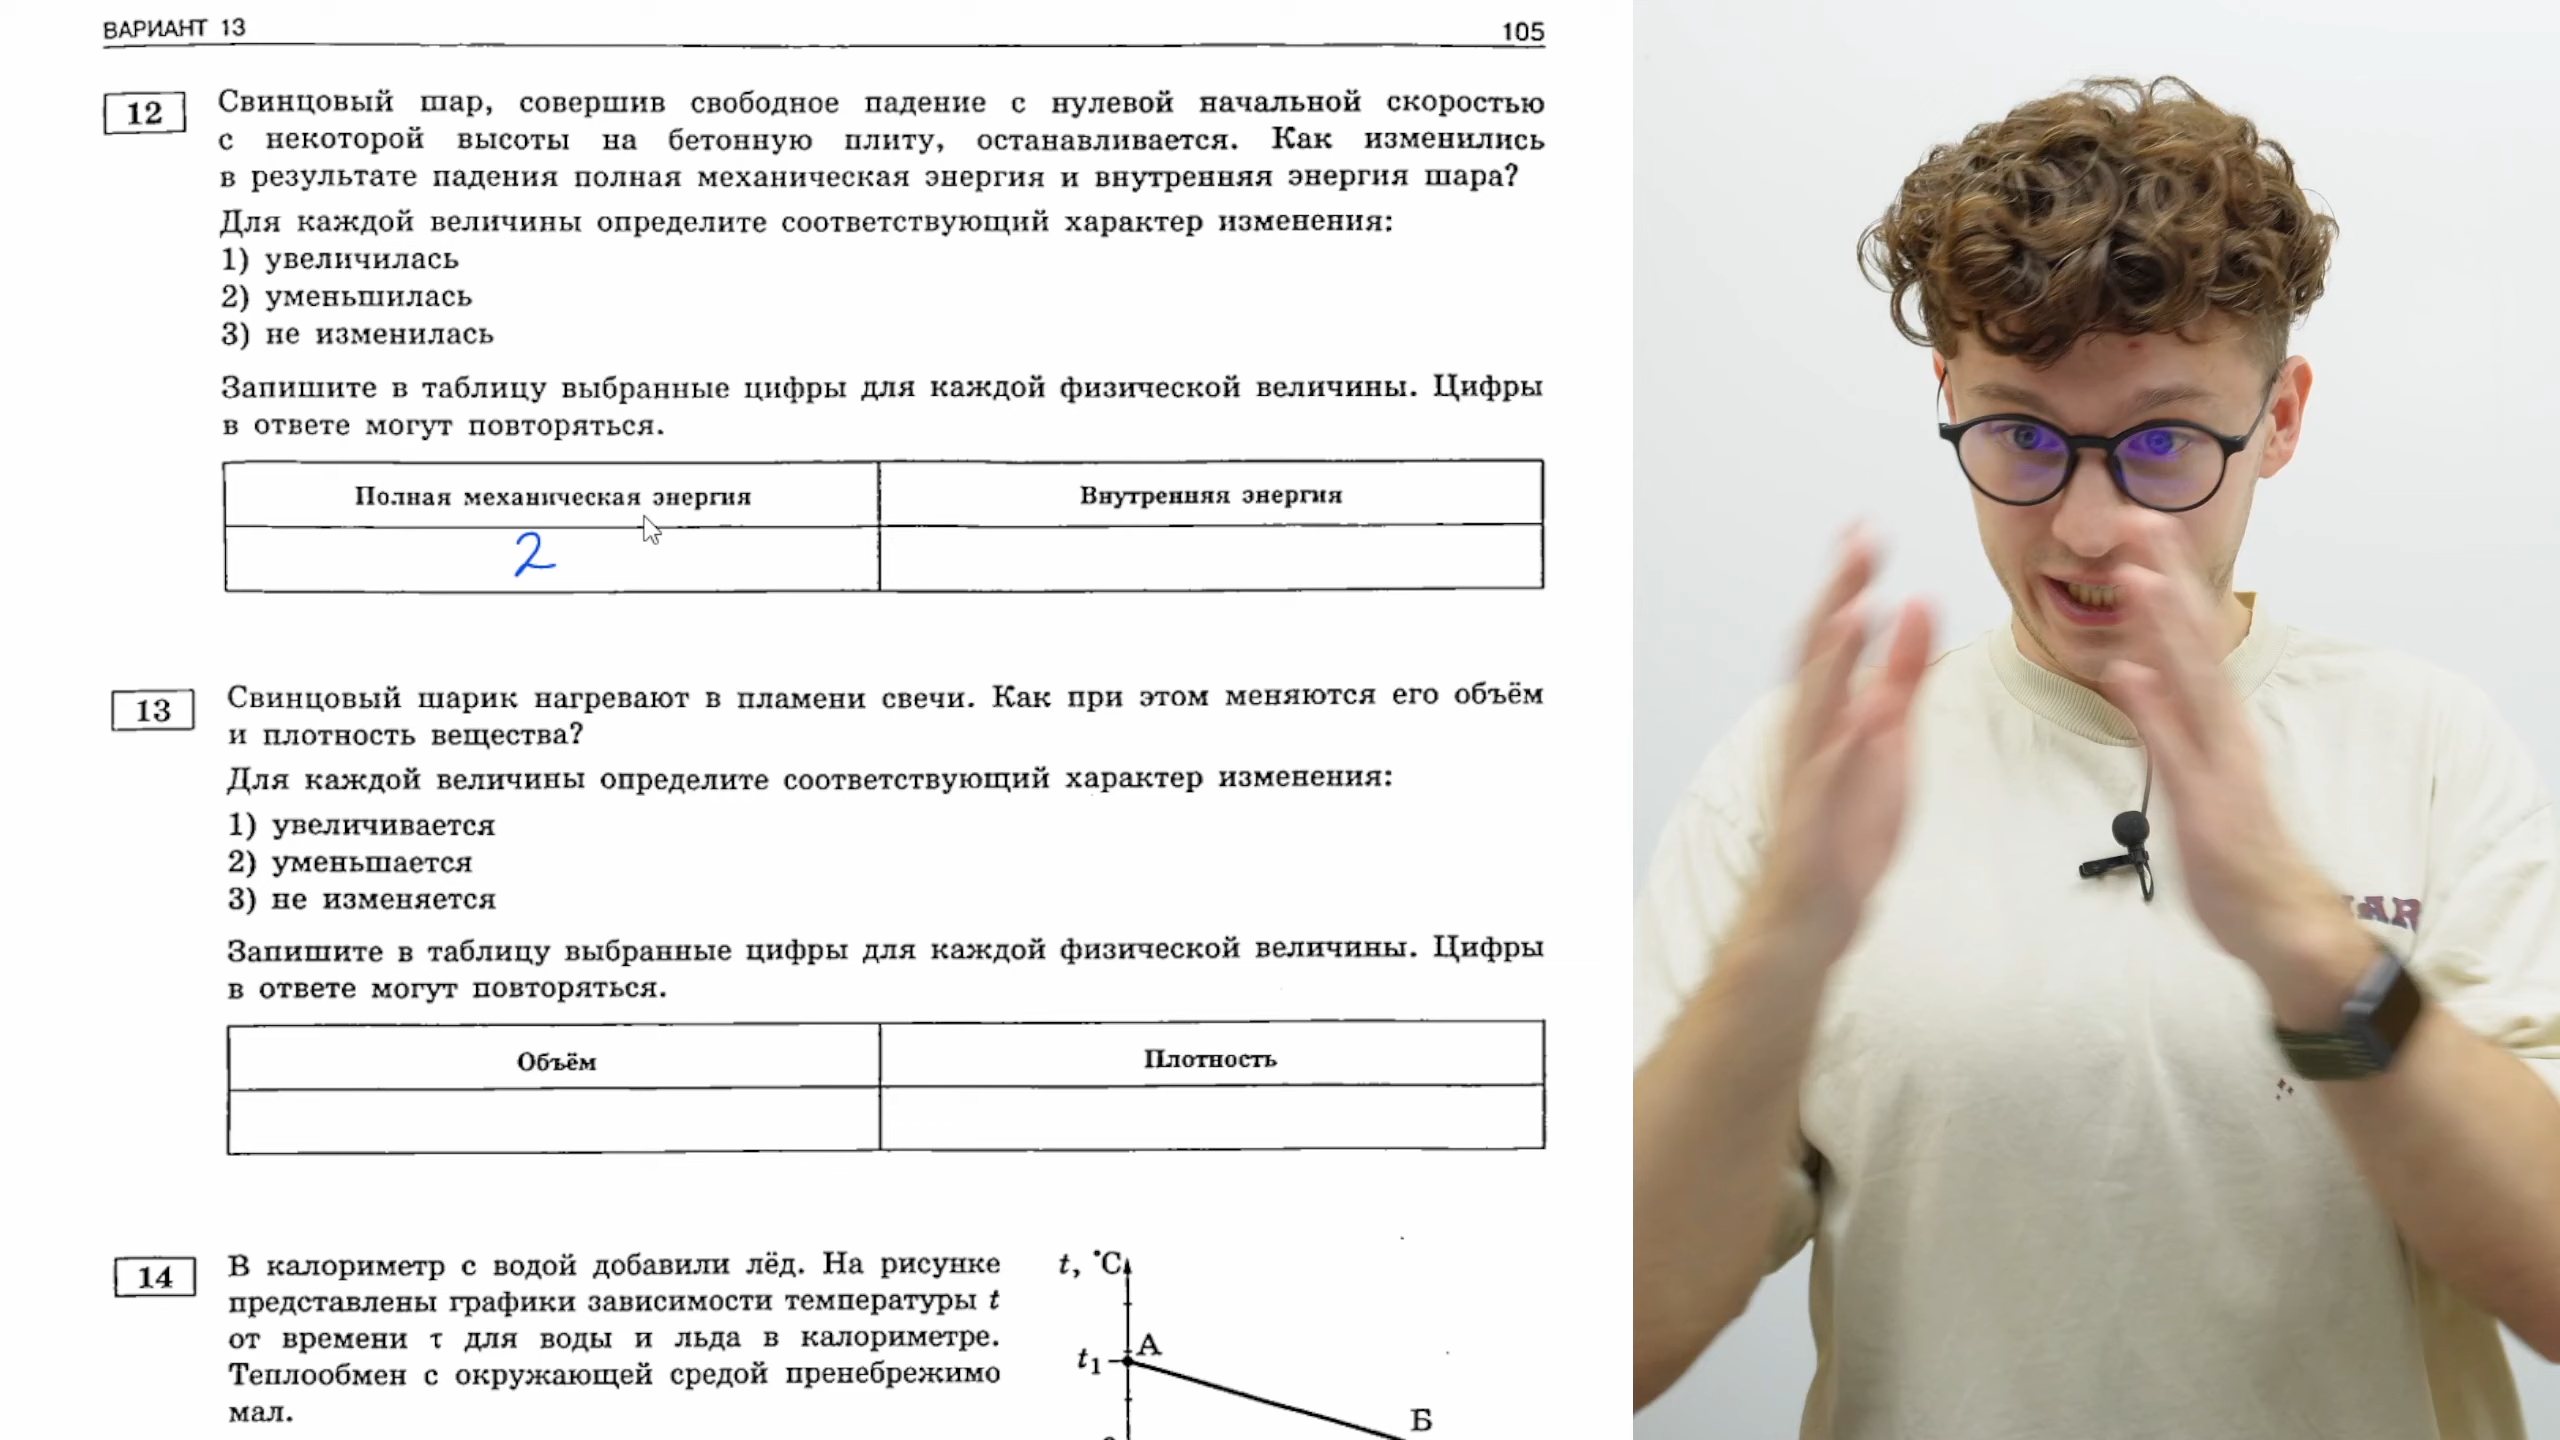 ВАРИАНТ 13
105
12
Свинцовый шар, совершив свободное падение с нулевой начальной скоростью
с некоторой высоты на бетонную плиту, останавливается. Как изменились
в результате падения полная механическая энергия и внутренняя энергия шара?
Для каждой величины определите соответствующий характер изменения:
1) увеличилась
2) уменьшилась
3) не изменилась
Запишите в таблицу выбранные цифры для каждой физической величины. Цифры
в ответе могут повторяться.
Полная механическая энергия
Внутренняя энергия
2
13
Свинцовый шарик нагревают в пламени свечи. Как при этом меняются его объём
и плотность вещества?
Для каждой величины определите соответствующий характер изменения:
1) увеличивается
2) уменьшается
3) не изменяется
Запишите в таблицу выбранные цифры для каждой физической величины. Цифры
в ответе могут повторяться.
Объём
Плотность
14
В калориметр с водой добавили лёд. На рисунке
представлены графики зависимости температуры t
от времени τ для воды и льда в калориметре.
Теплообмен с окружающей средой пренебрежимо
мал.
t, °C
t₁
А
Б